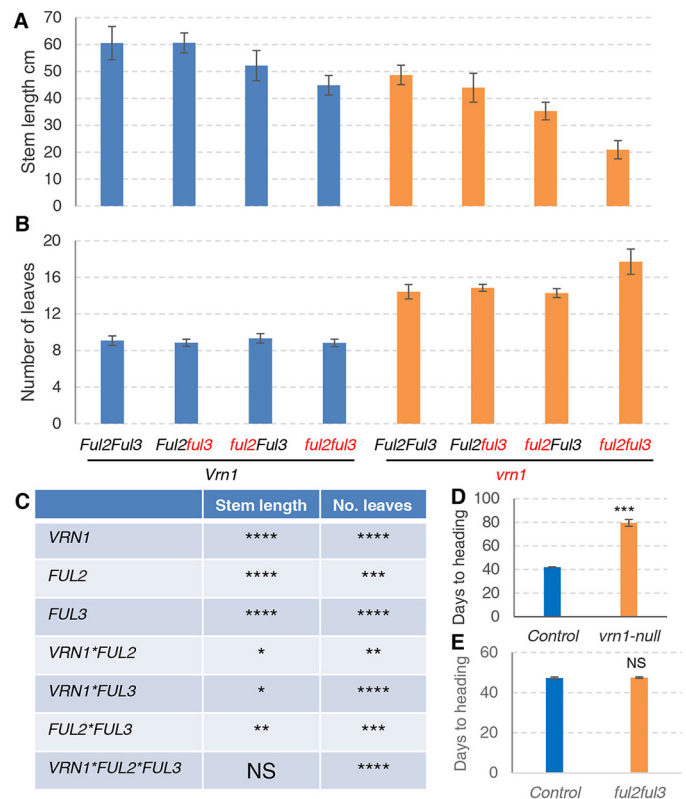 A
Stem length cm
70
60
50
40
30
20
10
0
B
Number of leaves
20
16
12
8
4
0
Ful2Ful3 Ful2ful3 ful2Ful3 ful2ful3 Ful2Ful3 Ful2ful3 ful2Ful3 ful2ful3
Vrn1 vrn1
C
Stem length No. leaves
VRN1 **** ****
FUL2 **** ***
FUL3 **** ****
VRN1*FUL2 * **
VRN1*FUL3 * ****
FUL2*FUL3 ** ***
VRN1*FUL2*FUL3 NS ****
D
Days to heading
100
80
60
40
20
0
***
Control vrn1-null
E
Days to heading
60
40
20
0
NS
Control ful2ful3